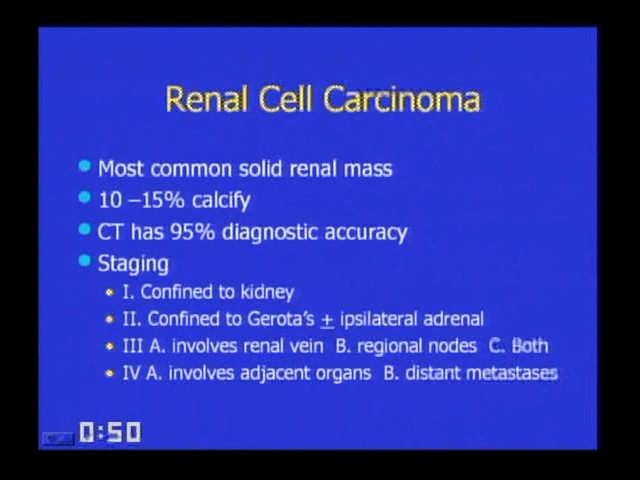 Renal Cell Carcinoma
Most common solid renal mass
10 –15% calcify
CT has 95% diagnostic accuracy
Staging
I. Confined to kidney
II. Confined to Gerota's + ipsilateral adrenal
III A. involves renal vein B. regional nodes C. Both
IV A. involves adjacent organs B. distant metastases
0:50